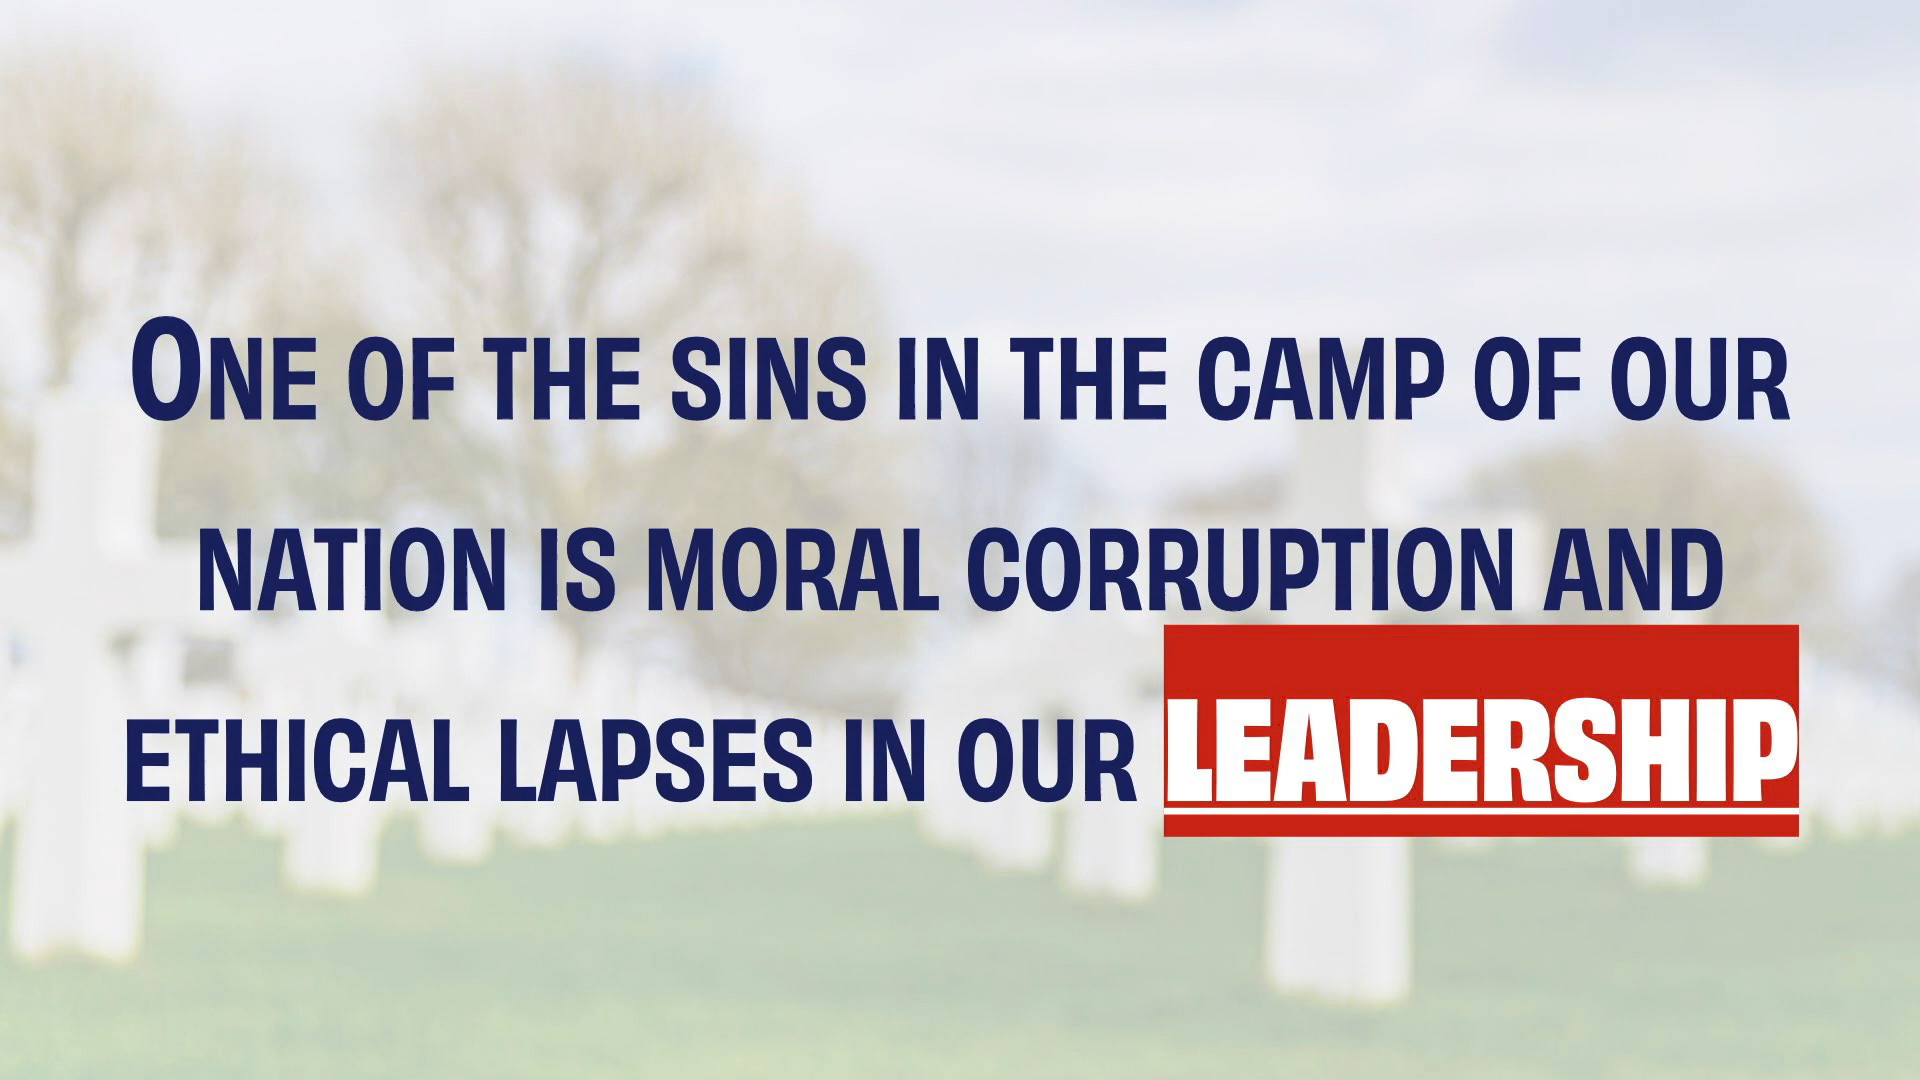 One of the sins in the camp of our
nation is moral corruption and
ethical lapses in our LEADERSHIP